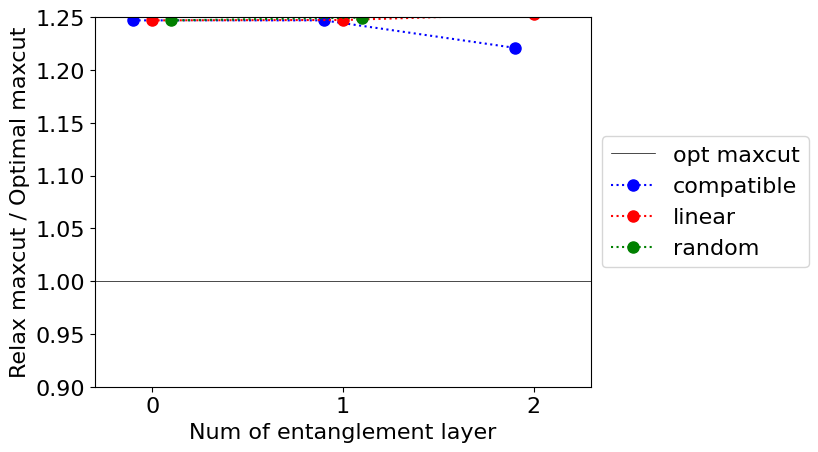 Relax maxcut / Optimal maxcut
1.25
1.20
1.15
1.10
1.05
1.00
0.95
0.90
0 1 2
Num of entanglement layer
opt maxcut
compatible
linear
random